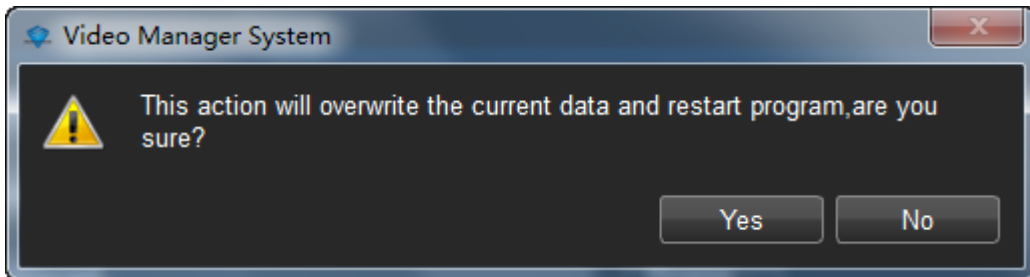 Video Manager System
This action will overwrite the current data and restart program,are you
sure?
Yes
No